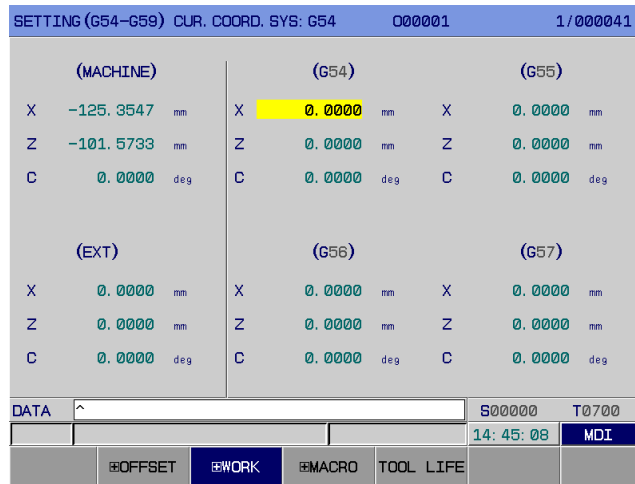 SETTING(G54-G59) CUR. COORD. SYS: G54 O00001 1/000041
(MACHINE) (G54) (G55)
X -125.3547 mm X 0.0000 mm X 0.0000 mm
Z -101.5733 mm Z 0.0000 mm Z 0.0000 mm
C 0.0000 deg C 0.0000 deg C 0.0000 deg
(EXT) (G56) (G57)
X 0.0000 mm X 0.0000 mm X 0.0000 mm
Z 0.0000 mm Z 0.0000 mm Z 0.0000 mm
C 0.0000 deg C 0.0000 deg C 0.0000 deg
DATA ^ S00000 T0700
14:45:08 MDI
⊞OFFSET ⊞WORK ⊞MACRO TOOL LIFE